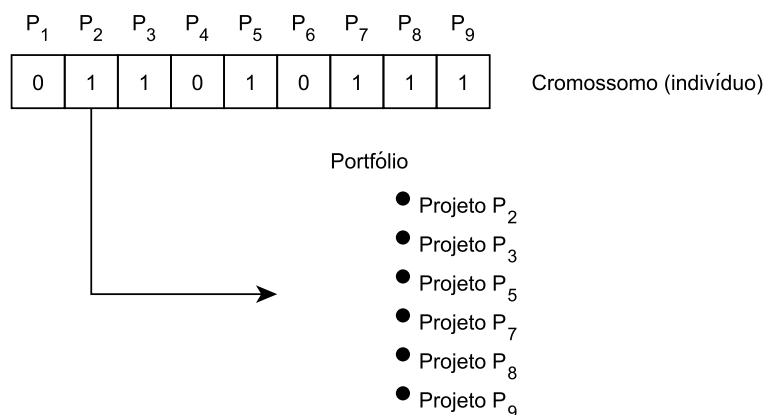 P1 P2 P3 P4 P5 P6 P7 P8 P9
0 1 1 0 1 0 1 1 1 Cromossomo (indivíduo)
Portfólio
● Projeto P2
● Projeto P3
● Projeto P5
● Projeto P7
● Projeto P8
● Projeto P9